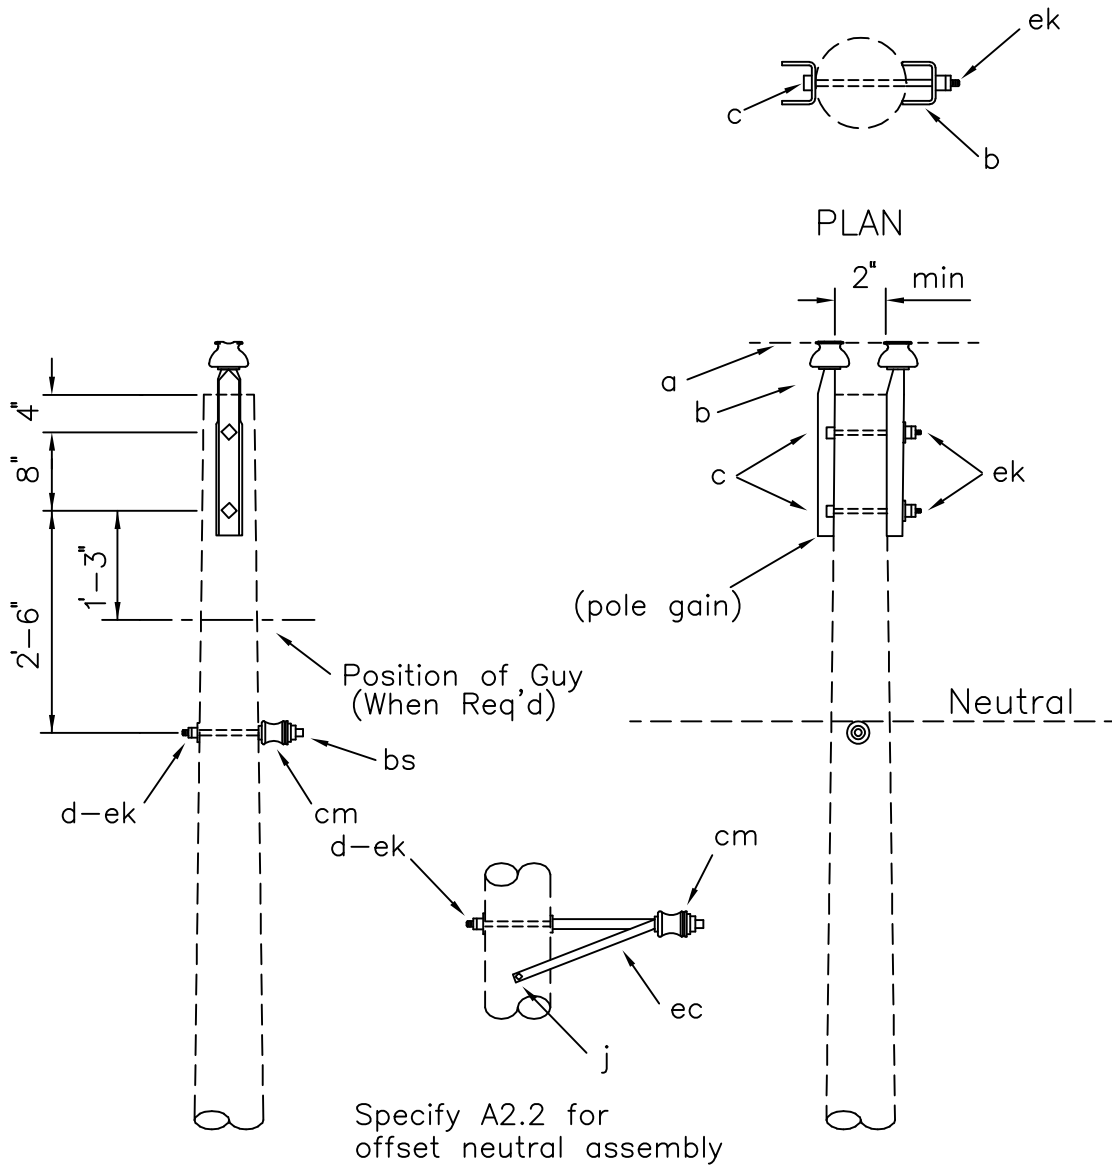 ek
c
b
PLAN
2" min
a
b
4"
8"
c
ek
1'-3"
2'-6"
(pole gain)
Position of Guy
(When Req'd)
Neutral
bs
d-ek
cm
d-ek
cm
ec
j
Specify A2.2 for
offset neutral assembly